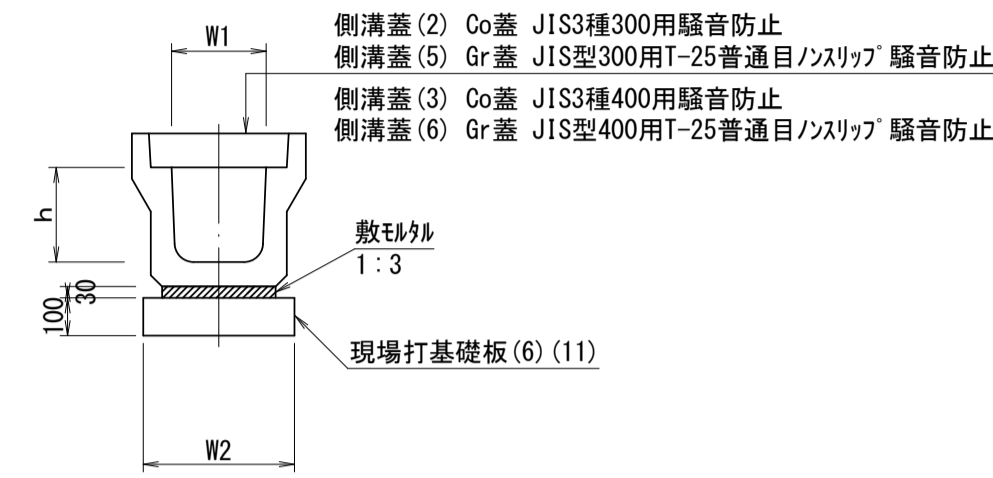 W1
側溝蓋(2) Co蓋 JIS3種300用騒音防止
側溝蓋(5) Gr蓋 JIS型300用T-25普通目ﾉﾝｽﾘｯﾌﾟ騒音防止
側溝蓋(3) Co蓋 JIS3種400用騒音防止
側溝蓋(6) Gr蓋 JIS型400用T-25普通目ﾉﾝｽﾘｯﾌﾟ騒音防止
h
敷ﾓﾙﾀﾙ
1:3
30
100
現場打基礎板(6)(11)
W2